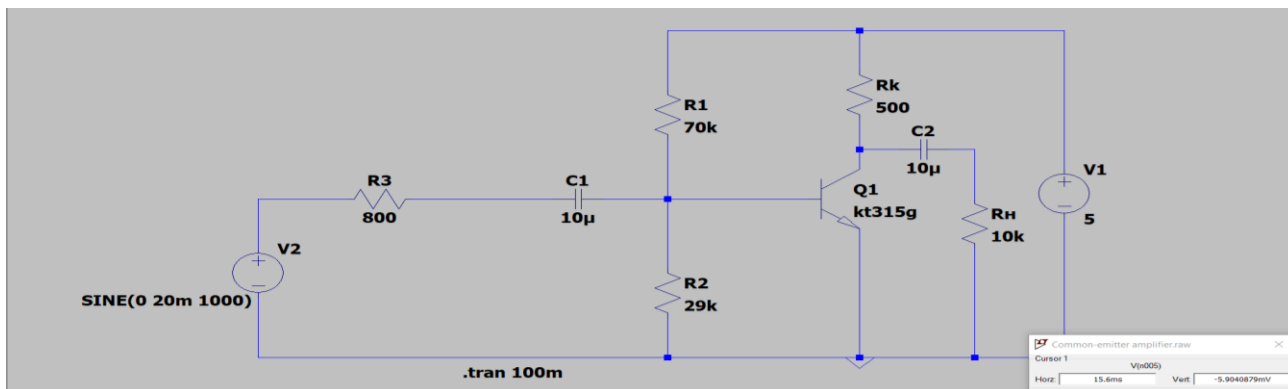 Rk
500
R1
70k
C2
10µ
V1
5
R3
800
C1
10µ
Q1
kt315g
Rн
10k
V2
SINE(0 20m 1000)
R2
29k
.tran 100m
Common-emitter amplifier.raw
Cursor 1
V(n005)
Horz: 15.6ms Vert: -5.9040879mV